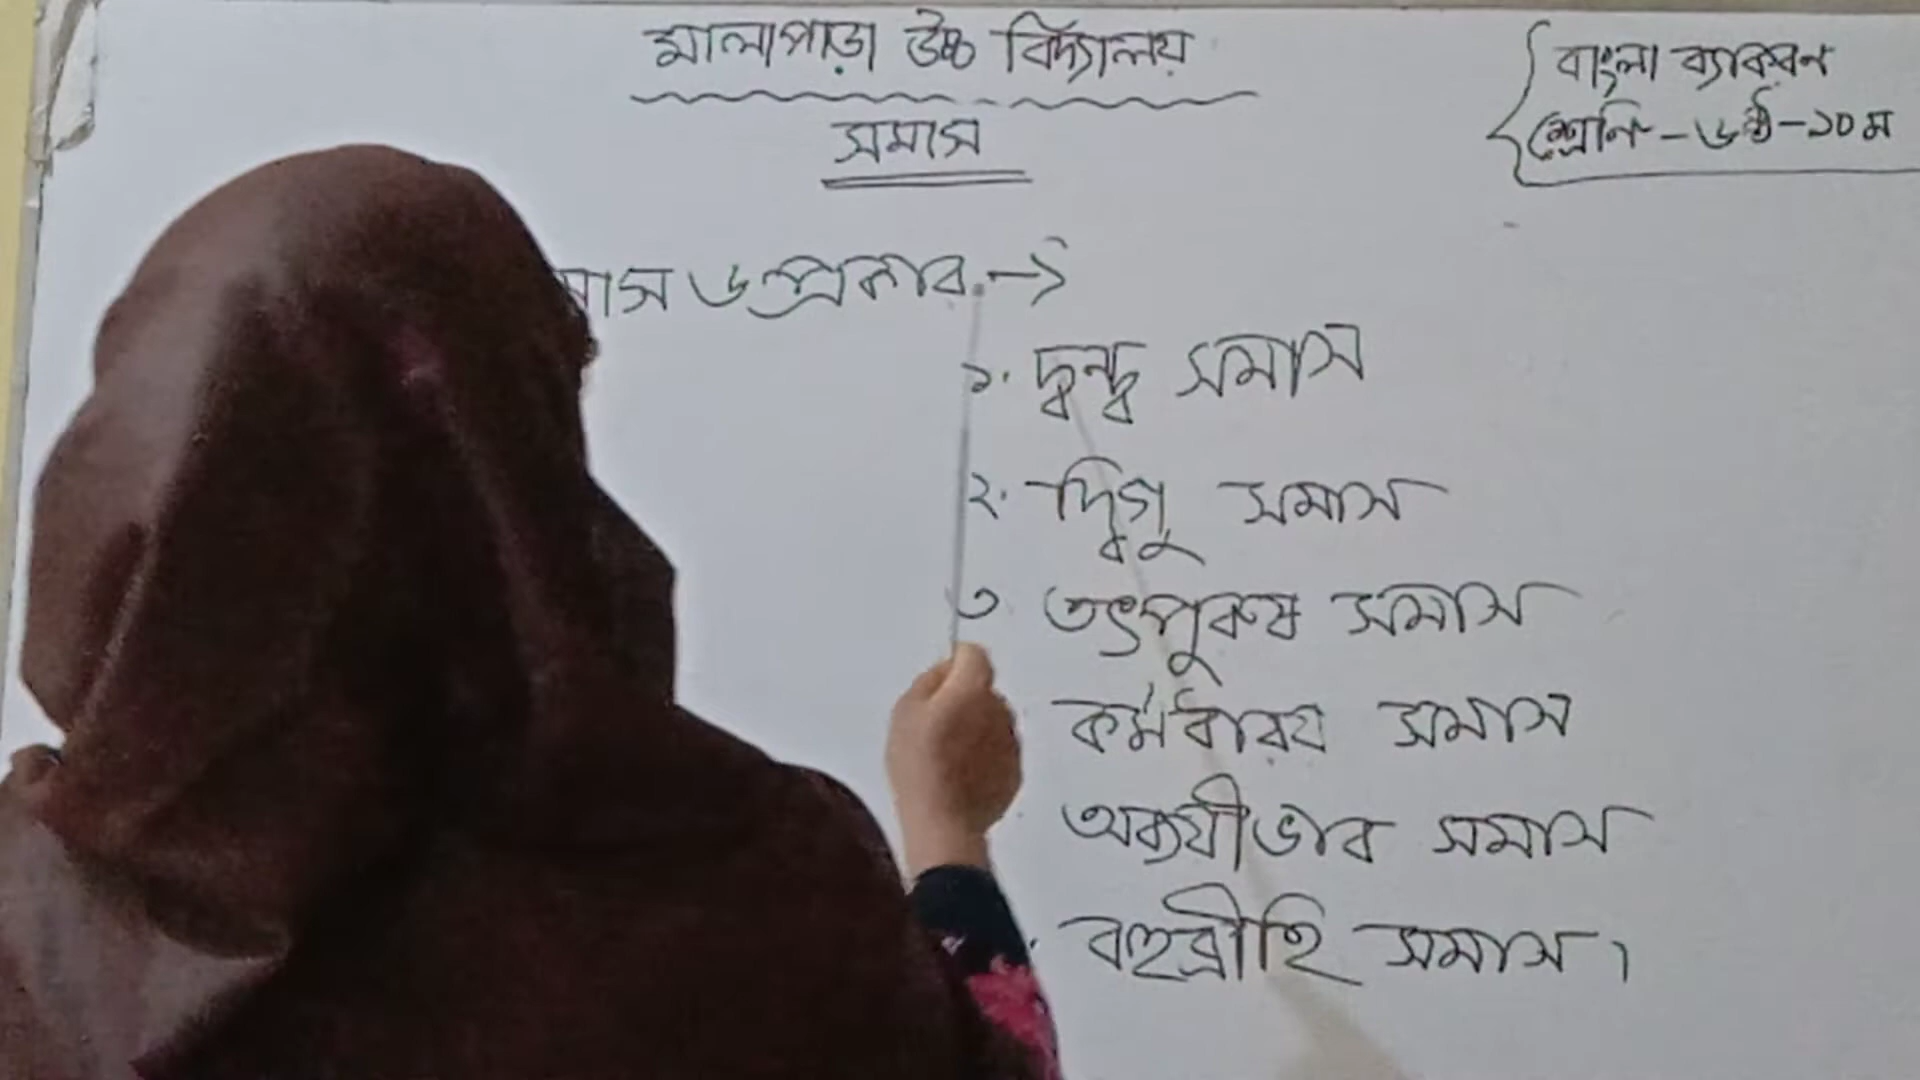 মালাপাড়া উচ্চ বিদ্যালয়
বাংলা ব্যাকরণ
শ্রেণি - ৬ষ্ঠ - ১০ম
সমাস
মাস ৬ প্রকার. →
১. দ্বন্দ্ব সমাস
২. দ্বিগু সমাস
৩. তৎপুরুষ সমাস
কর্মধারয় সমাস
অব্যয়ীভাব সমাস
বহুব্রীহি সমাস।